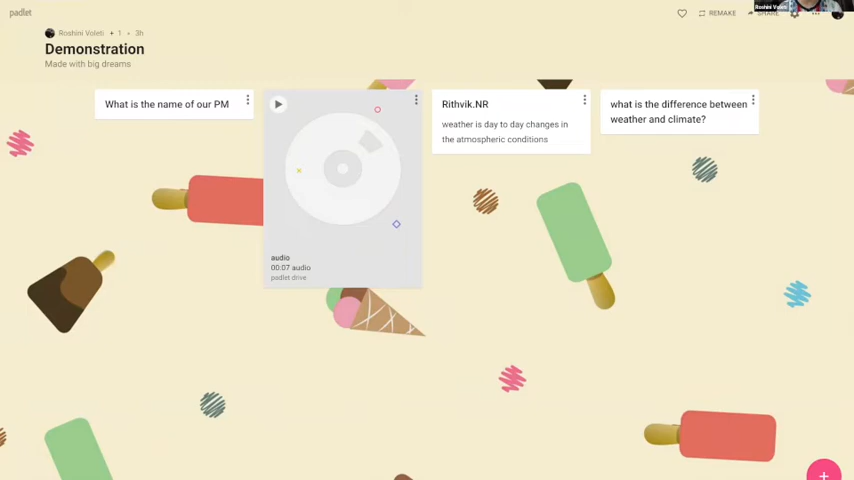 padlet
REMAKE
SHARE
Roshini Voleti
Roshini Voleti + 1 • 3h
Demonstration
Made with big dreams
What is the name of our PM
audio
00:07 audio
padlet drive
Rithvik.NR
weather is day to day changes in
the atmospheric conditions
what is the difference between
weather and climate?